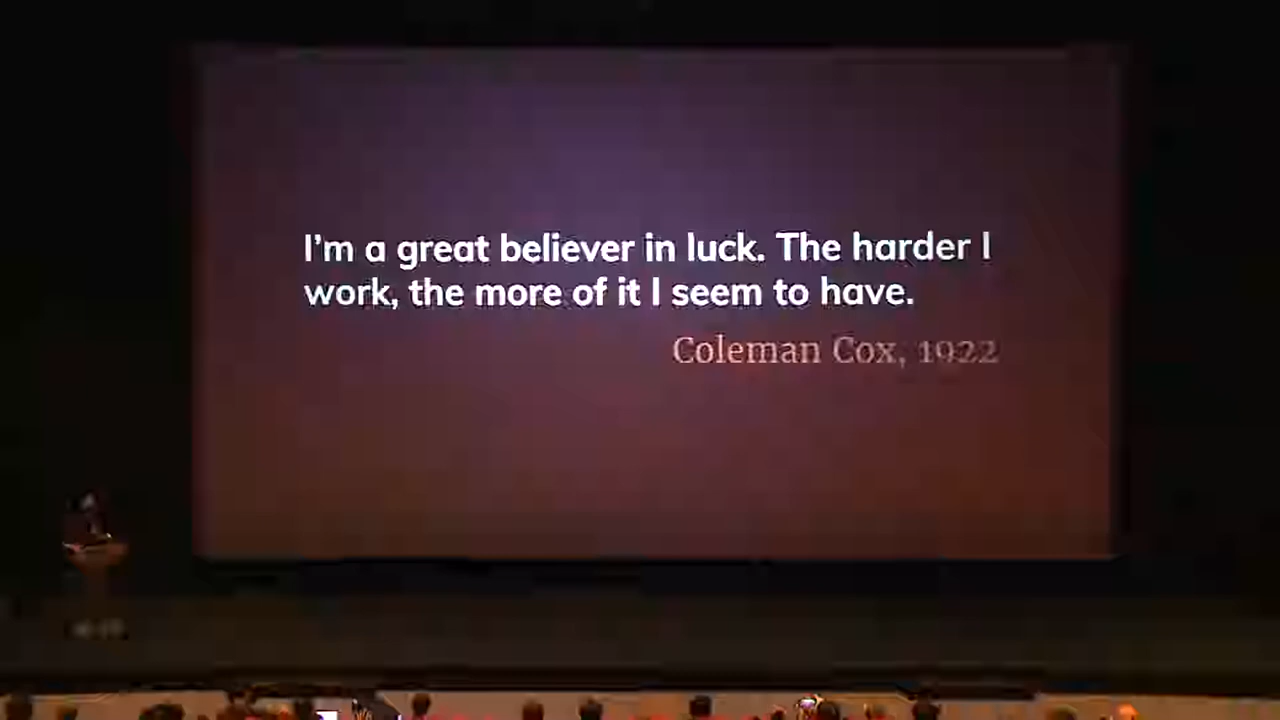 I'm a great believer in luck. The harder I
work, the more of it I seem to have.
Coleman Cox, 1922